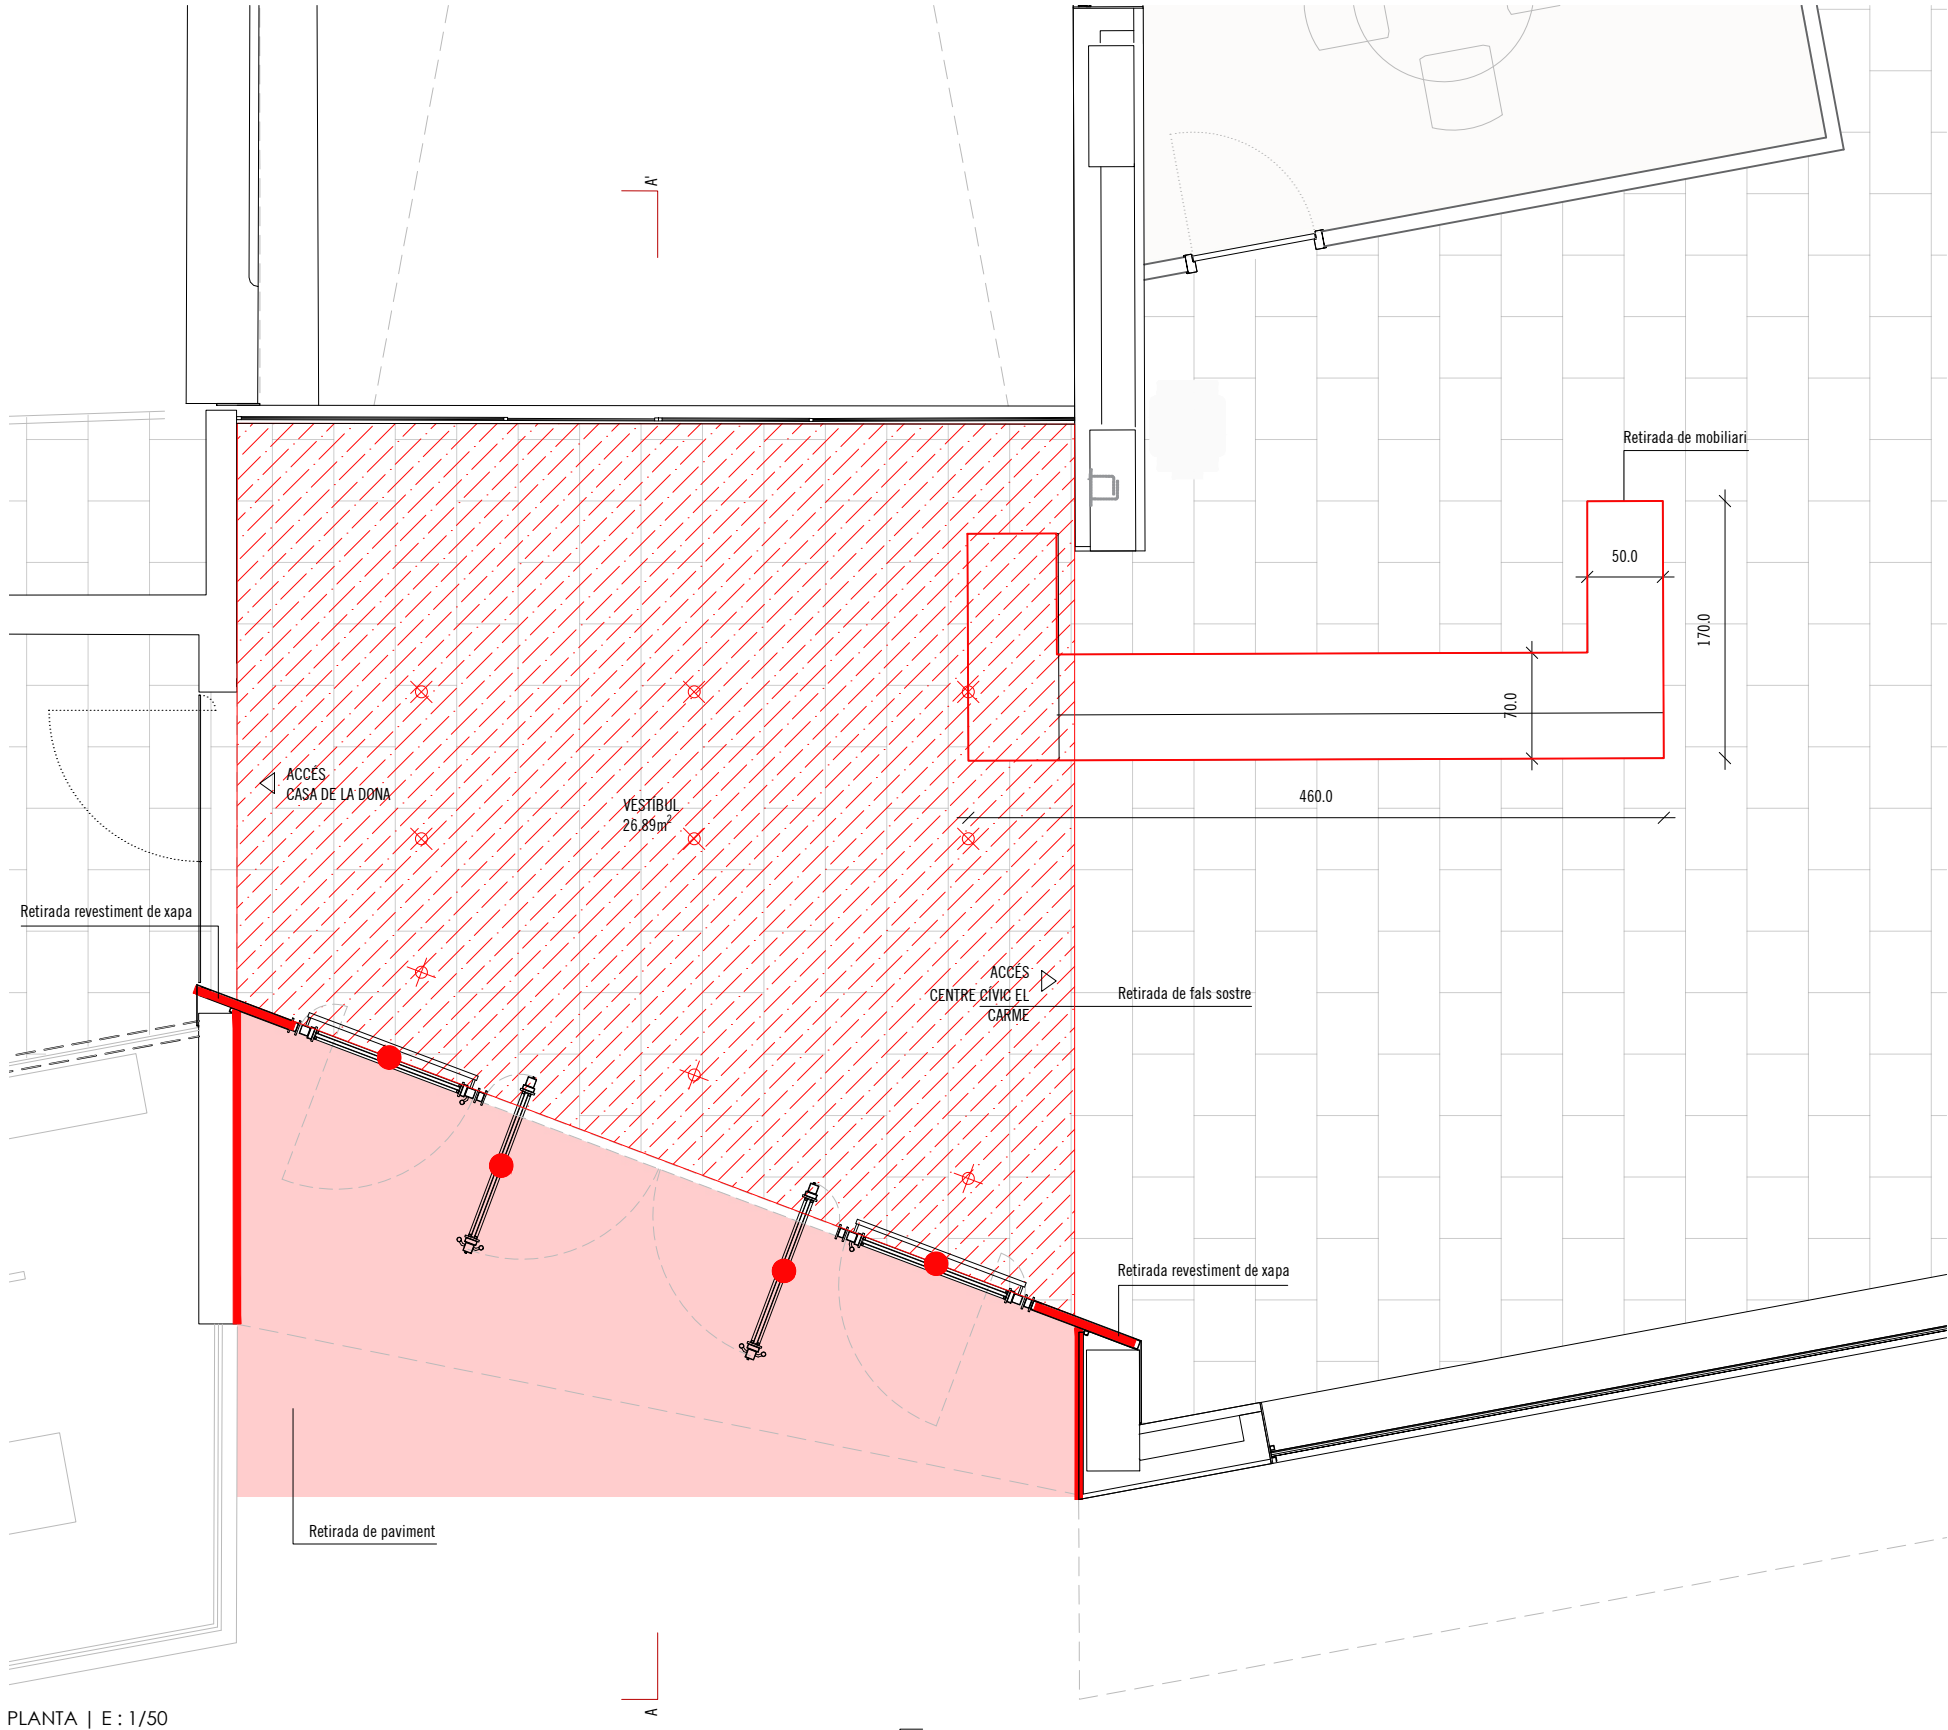 A'
Retirada de mobiliari
50.0
170.0
70.0
ACCÉS
CASA DE LA DONA
VESTÍBUL
26.89m²
460.0
Retirada revestiment de xapa
ACCÉS
CENTRE CÍVIC EL
CARME
Retirada de fals sostre
Retirada revestiment de xapa
Retirada de paviment
A
PLANTA | E : 1/50